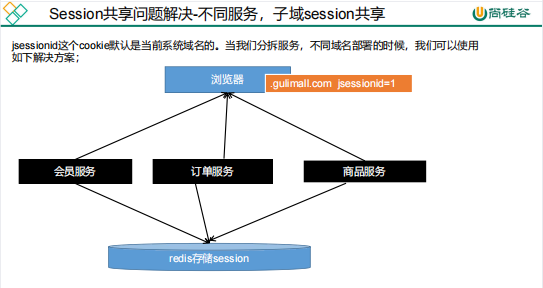 Session共享问题解决-不同服务，子域session共享
尚硅谷
jsessionid这个cookie默认是当前系统域名的。当我们分拆服务，不同域名部署的时候，我们可以使用
如下解决方案；
浏览器
.gulimall.com jsessionid=1
会员服务
订单服务
商品服务
redis存储session